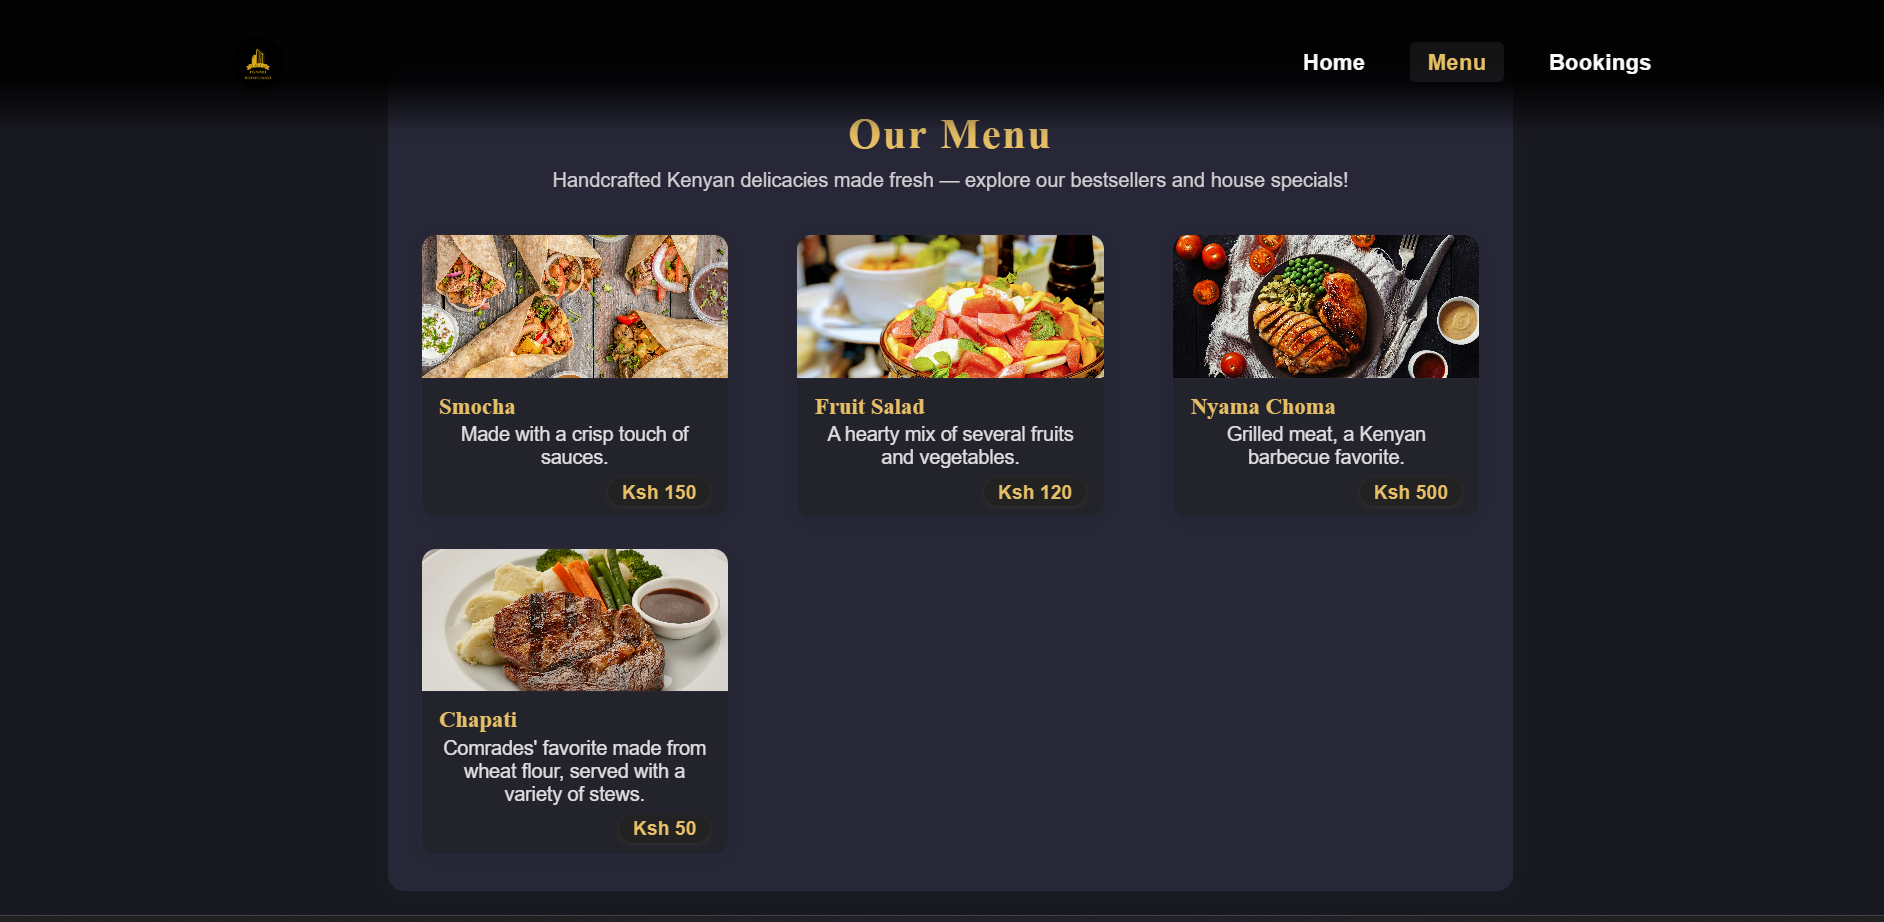 Home
Menu
Bookings
Our Menu
Handcrafted Kenyan delicacies made fresh — explore our bestsellers and house specials!
Smocha
Made with a crisp touch of
sauces.
Ksh 150
Fruit Salad
A hearty mix of several fruits
and vegetables.
Ksh 120
Nyama Choma
Grilled meat, a Kenyan
barbecue favorite.
Ksh 500
Chapati
Comrades' favorite made from
wheat flour, served with a
variety of stews.
Ksh 50